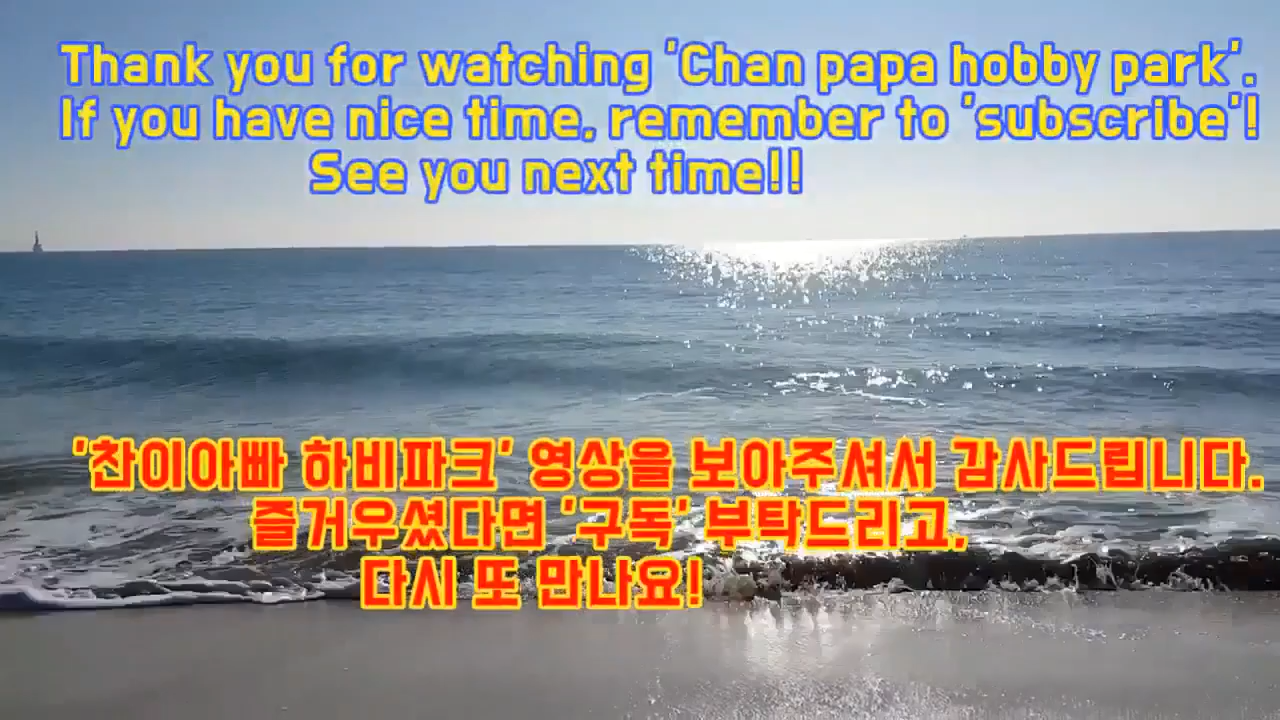 Thank you for watching 'Chan papa hobby park'.
If you have nice time, remember to 'subscribe'!
See you next time!!
'찬이아빠 하비파크' 영상을 보아주셔서 감사드립니다.
즐거우셨다면 '구독' 부탁드리고,
다시 또 만나요!